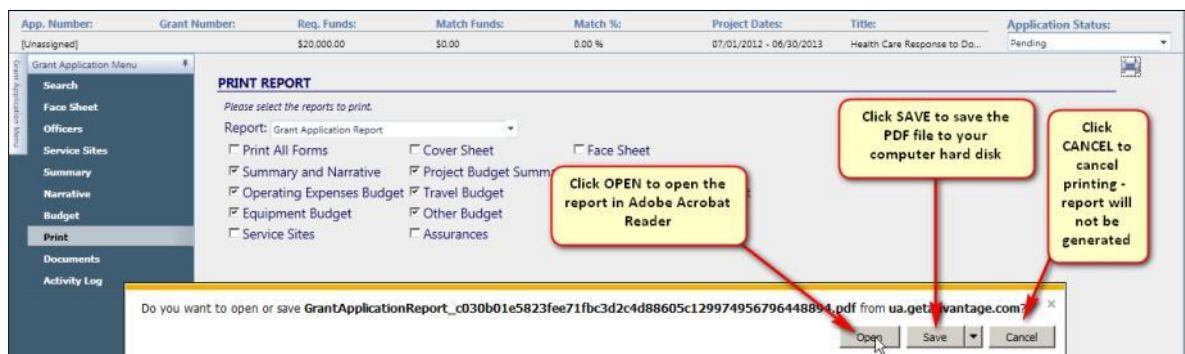 App. Number: Grant Number: Req. Funds: Match Funds: Match %: Project Dates: Title: Application Status:
[Unassigned] $20,000.00 $0.00 0.00 % 07/01/2012 - 06/30/2013 Health Care Response to Do... Pending
Grant Application Menu
Grant Application Menu
Search
Face Sheet
Officers
Service Sites
Summary
Narrative
Budget
Print
Documents
Activity Log
PRINT REPORT
Please select the reports to print.
Report: Grant Application Report
Print All Forms Cover Sheet Face Sheet
Summary and Narrative Project Budget Summ
Operating Expenses Budget Travel Budget
Equipment Budget Other Budget
Service Sites Assurances
Click OPEN to open the
report in Adobe Acrobat
Reader
Click SAVE to save the
PDF file to your
computer hard disk
Click
CANCEL to
cancel
printing -
report will
not be
generated
Do you want to open or save GrantApplicationReport_c030b01e5823fee71fbc3d2c4d88605c129974956796448894.pdf from ua.getadvantage.com?
Open Save Cancel